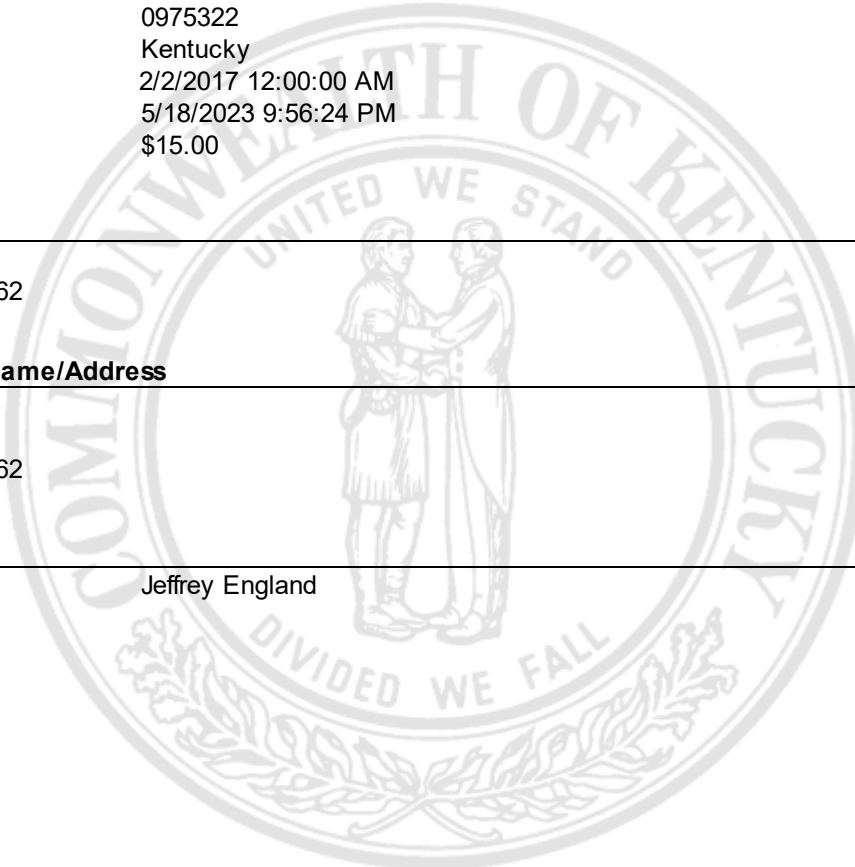 0975322
Kentucky
2/2/2017 12:00:00 AM
5/18/2023 9:56:24 PM
$15.00
COMMONWEALTH OF KENTUCKY
UNITED WE STAND
62
ame/Address
62
Jeffrey England
DIVIDED WE FALL